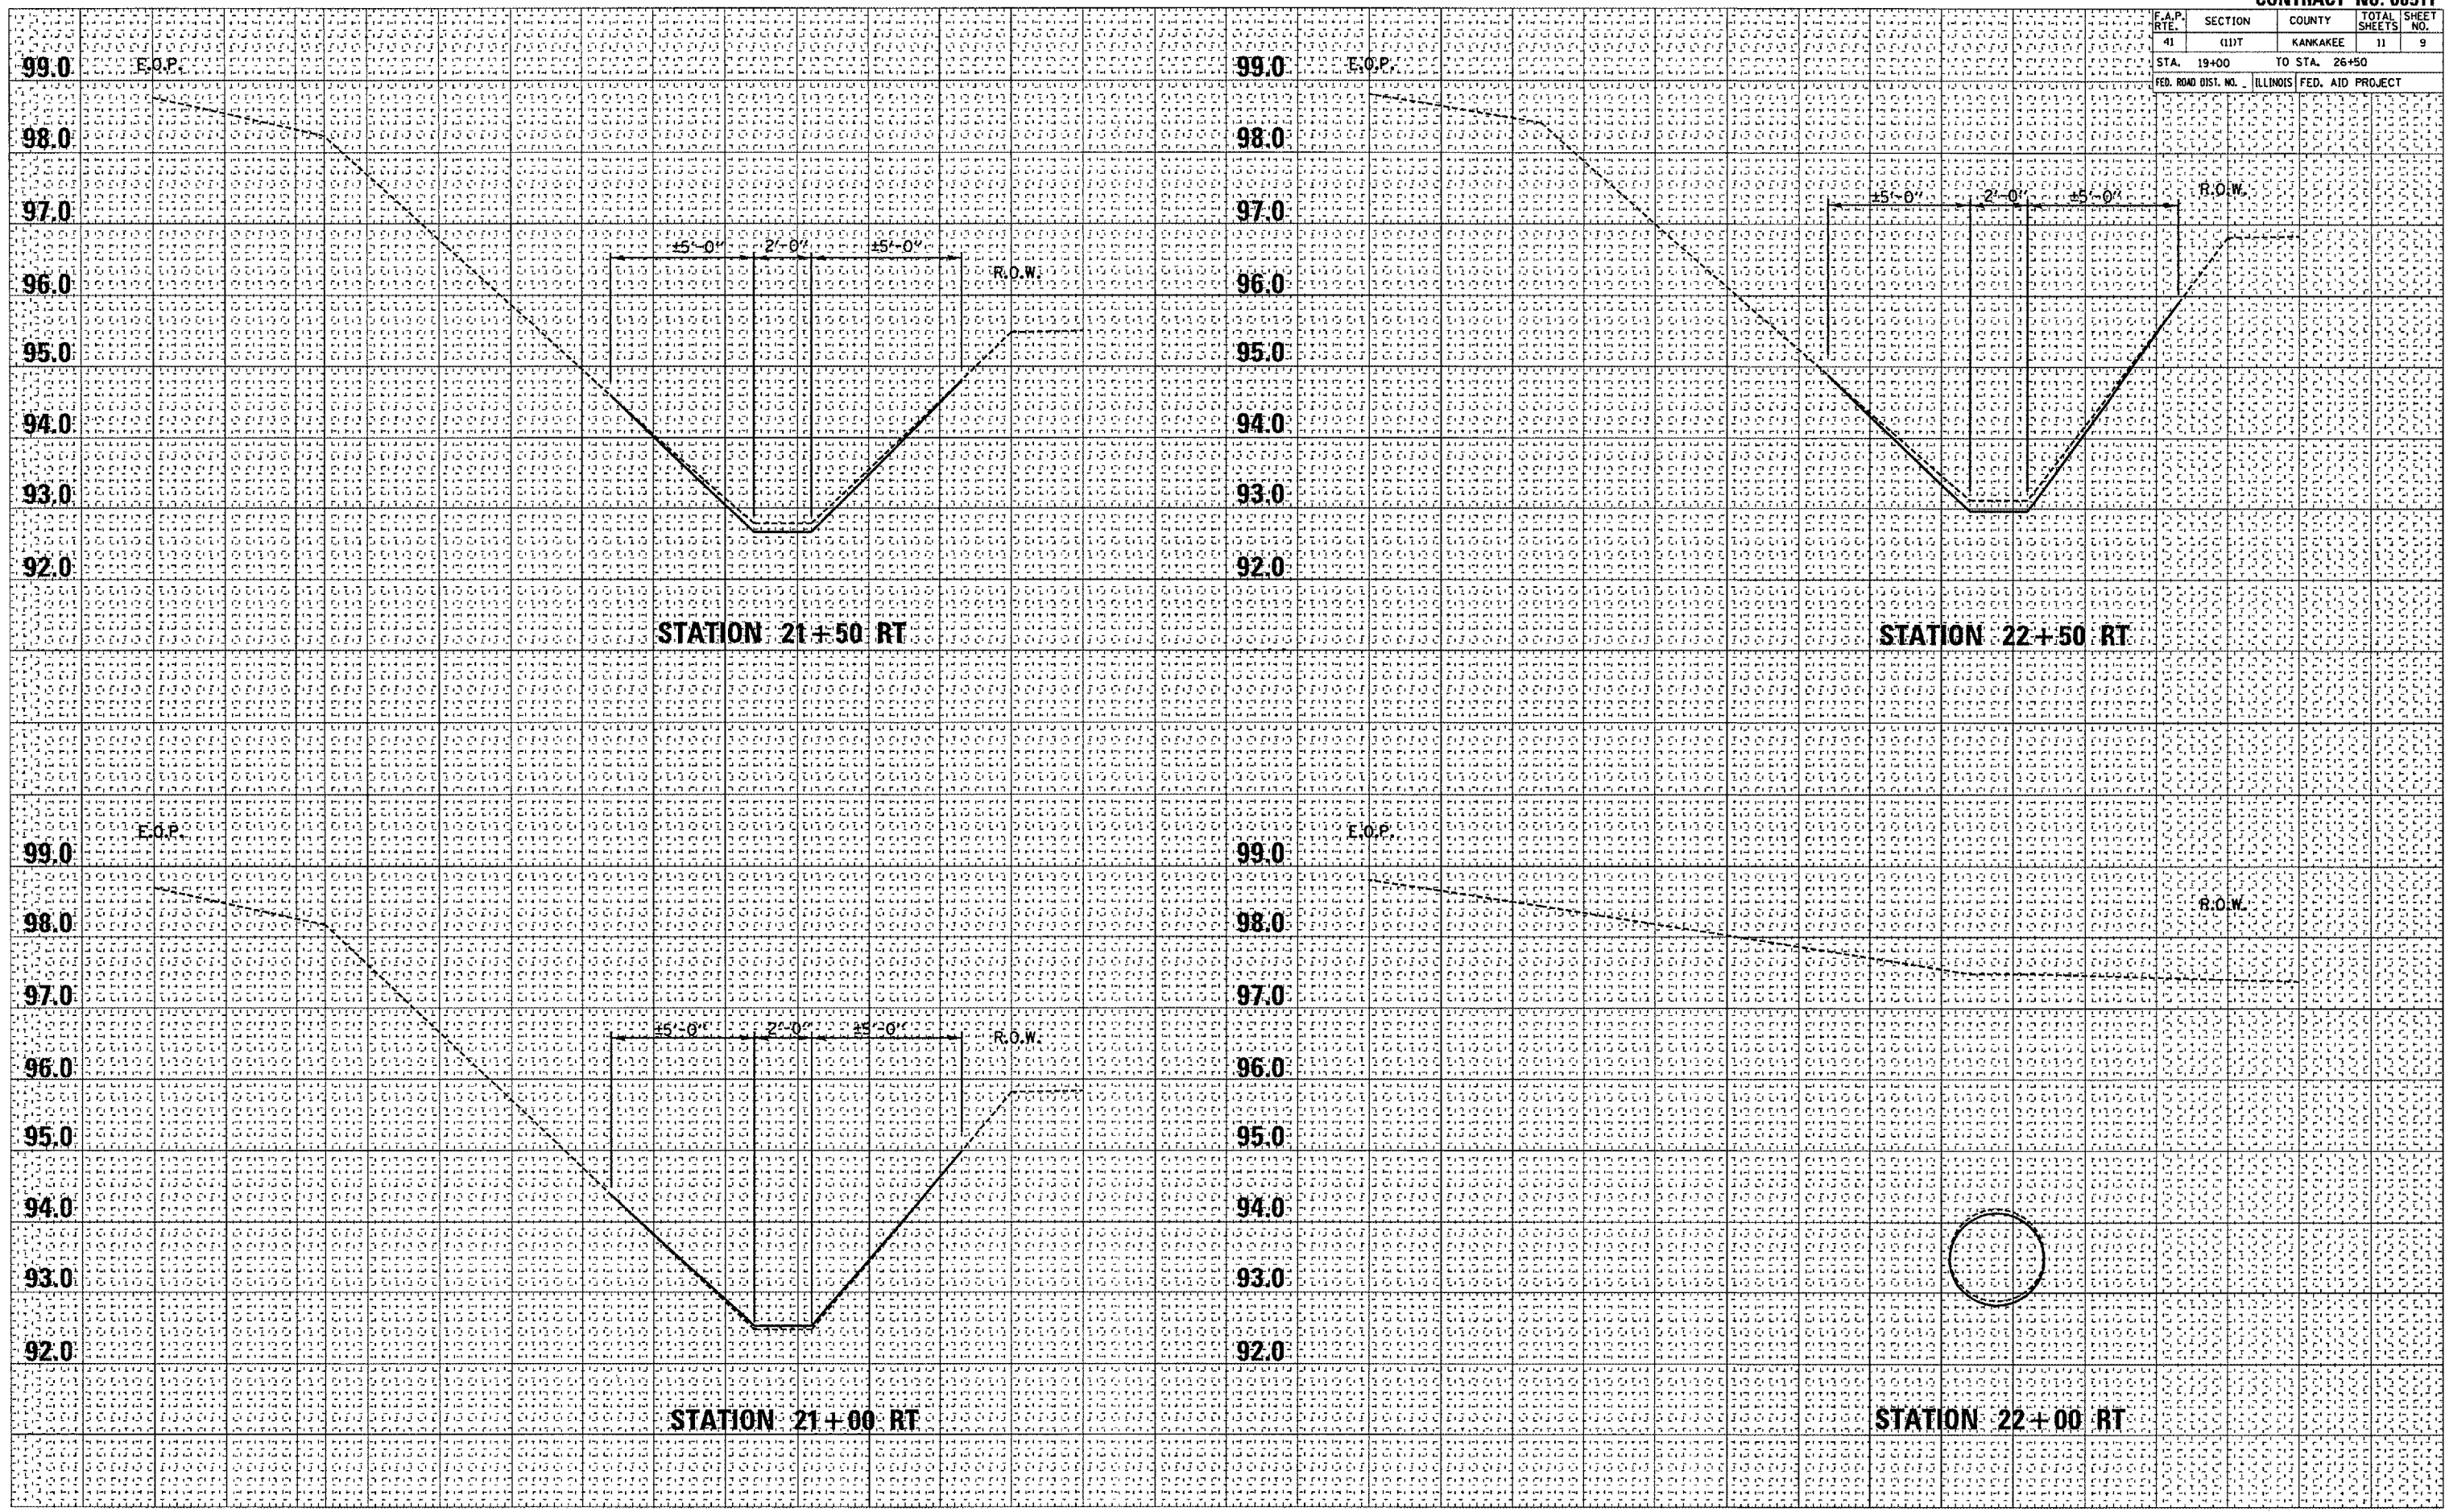 CONTRACT NO.
F.A.P. RTE. SECTION COUNTY TOTAL SHEETS SHEET NO.
41 (11)T KANKAKEE 11 9
STA. 19+00 TO STA. 26+50
FED. ROAD DIST. NO. _ ILLINOIS FED. AID PROJECT
99.0
E.O.P.
98.0
97.0
±5'-0" 2'-0" ±5'-0"
R.O.W.
96.0
95.0
94.0
93.0
92.0
STATION 21+50 RT
99.0
E.O.P.
98.0
±5'-0" 2'-0" ±5'-0"
R.O.W.
97.0
96.0
95.0
94.0
93.0
92.0
STATION 22+50 RT
E.O.P.
99.0
98.0
97.0
±5'-0" 2'-0" ±5'-0"
R.O.W.
96.0
95.0
94.0
93.0
92.0
STATION 21+00 RT
E.O.P.
99.0
R.O.W.
98.0
97.0
96.0
95.0
94.0
93.0
92.0
STATION 22+00 RT